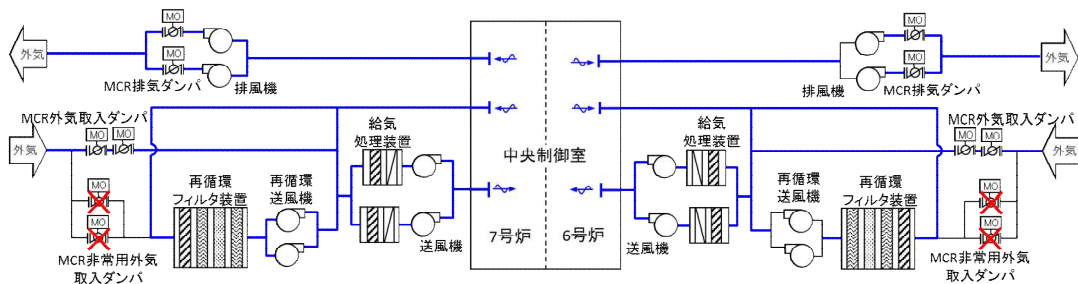 MO
MO
外気
MCR排気ダンパ
排風機
MCR外気取入ダンパ
MO
MO
外気
MO
MO
MCR非常用外気
取入ダンパ
再循環
フィルタ装置
再循環
送風機
給気
処理装置
送風機
中央制御室
7号炉
6号炉
MO
MO
外気
排風機
MCR排気ダンパ
給気
処理装置
送風機
再循環
送風機
再循環
フィルタ装置
MCR外気取入ダンパ
MO
MO
外気
MO
MO
MCR非常用外気
取入ダンパ